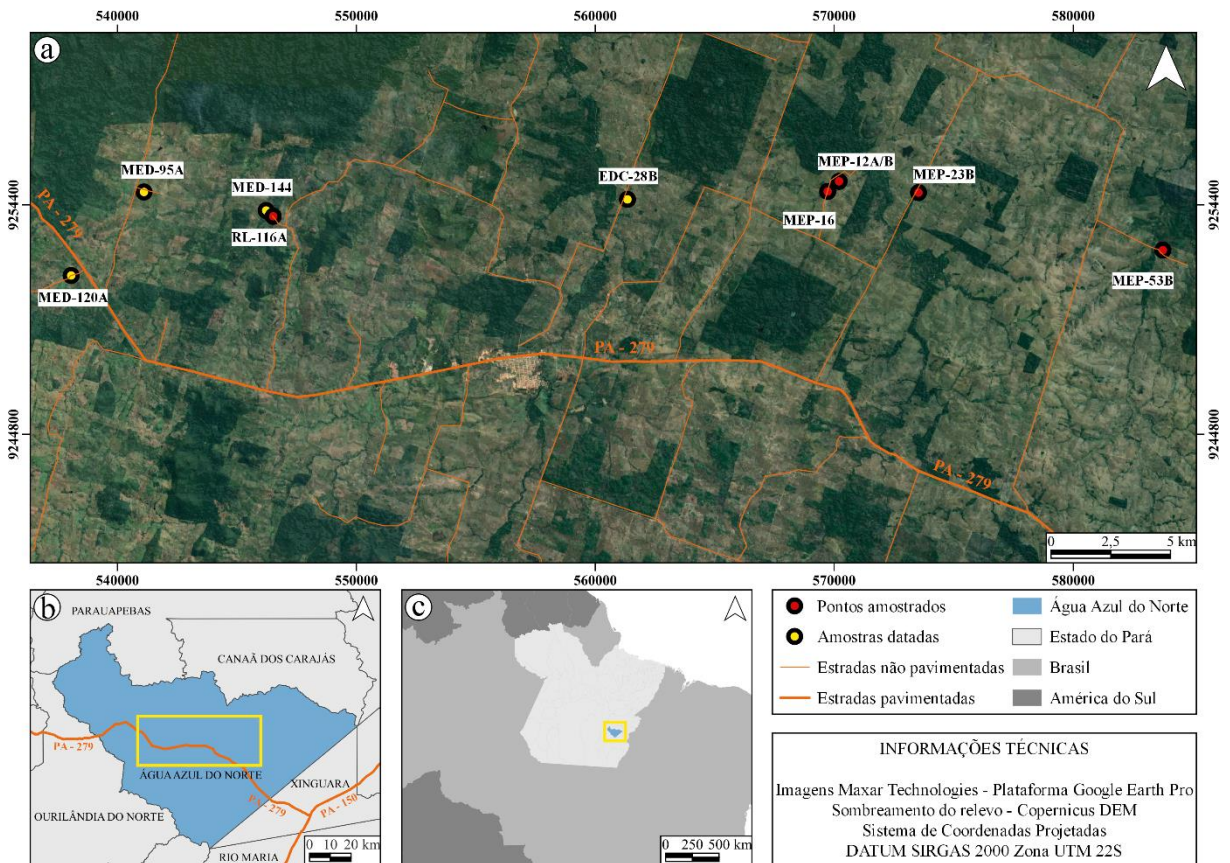 540000
550000
560000
570000
580000
a
MED-95A
MED-144
RL-116A
EDC-28B
MEP-12A/B
MEP-16
MEP-23B
MEP-53B
MED-120A
PA - 279
PA - 279
PA - 279
9254400
9254400
9244800
9244800
0 2,5 5 km
540000
550000
560000
570000
580000
b
PARAUAPEBAS
CANAÃ DOS CARAJÁS
PA - 279
ÁGUA AZUL DO NORTE
XINGUARA
PA - 279
PA - 150
OURILÂNDIA DO NORTE
RIO MARIA
0 10 20 km
c
0 250 500 km
Pontos amostrados
Amostras datadas
Estradas não pavimentadas
Estradas pavimentadas
Água Azul do Norte
Estado do Pará
Brasil
América do Sul
INFORMAÇÕES TÉCNICAS
Imagens Maxar Technologies - Plataforma Google Earth Pro
Sombreamento do relevo - Copernicus DEM
Sistema de Coordenadas Projetadas
DATUM SIRGAS 2000 Zona UTM 22S